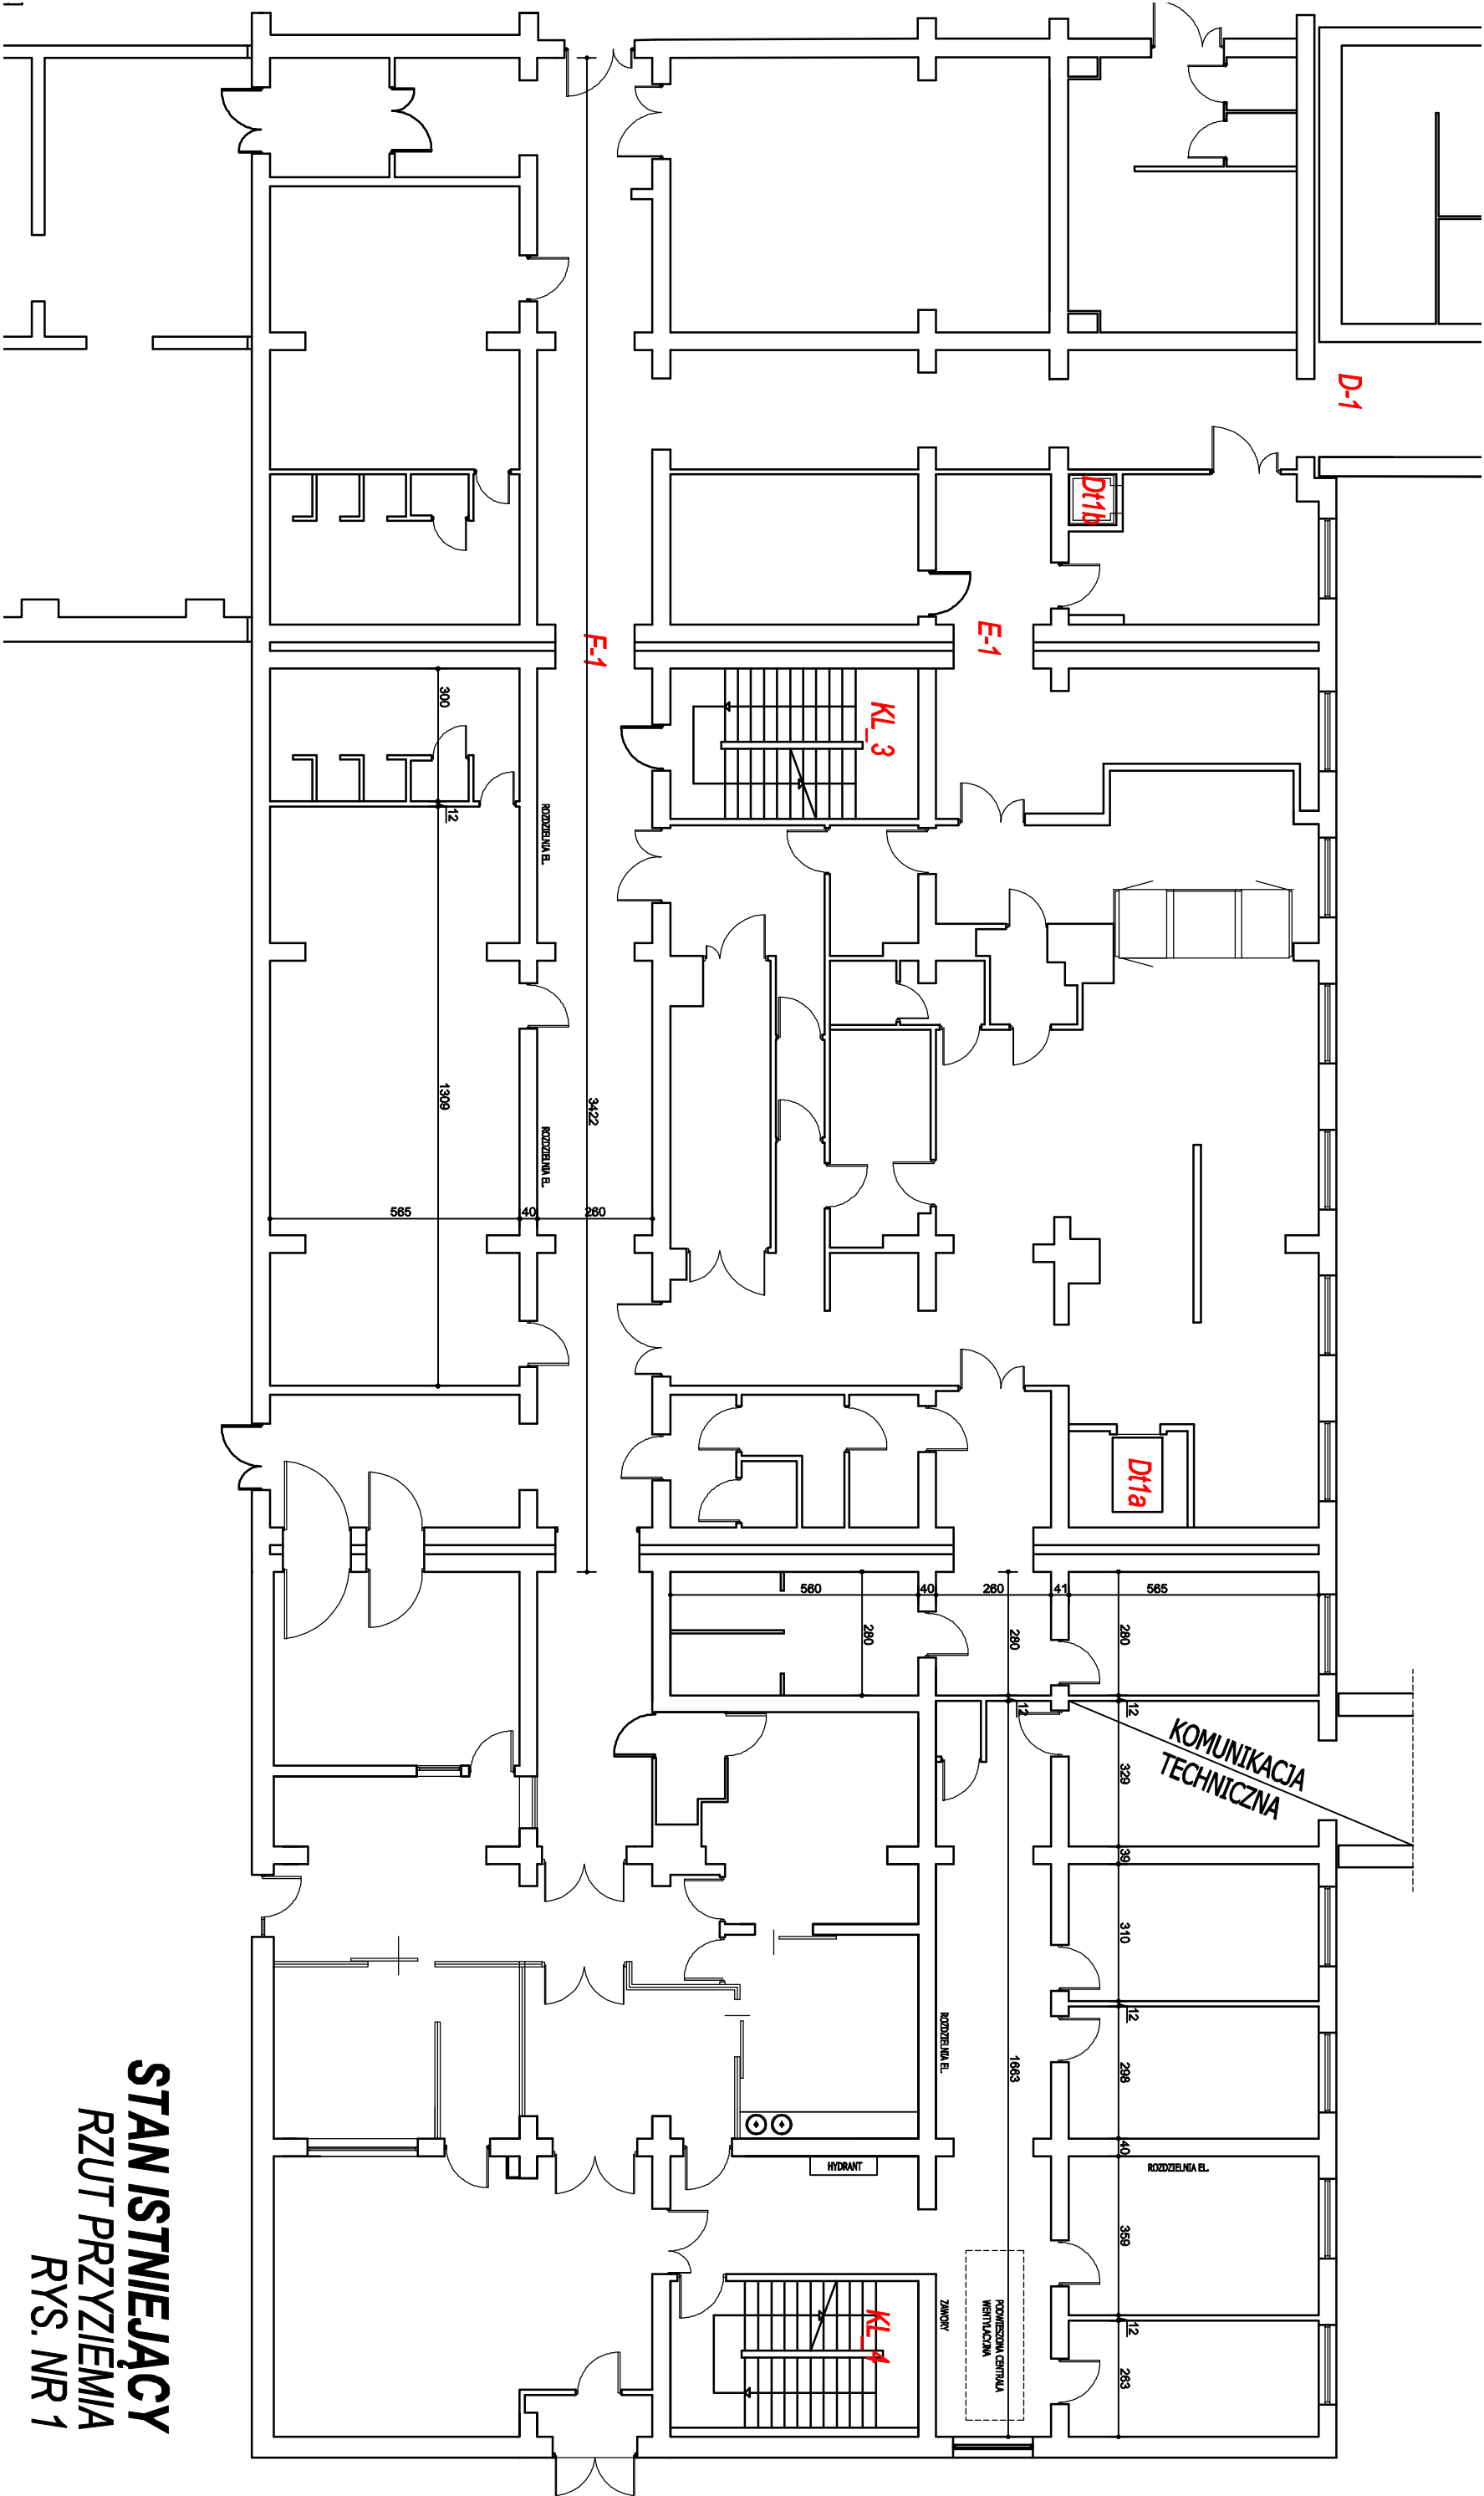 D-1
Dt1b
E-1
F-1
KL_3
300
12
ROZDZIELNIA EL.
1309
3422
ROZDZIELNIA EL.
565
40
260
Dt1a
560
40
260
41
565
280
280
280
12
12
KOMUNIKACJA
TECHNICZNA
329
39
310
12
ROZDZIELNIA EL.
1663
298
40
HYDRANT
ROZDZIELNIA EL.
359
ZAWORY
PODWIESZONA CENTRALA
WENTYLACYJNA
KL_4
12
263
STAN ISTNIEJĄCY
RZUT PRZYZIEMIA
RYS. NR 1